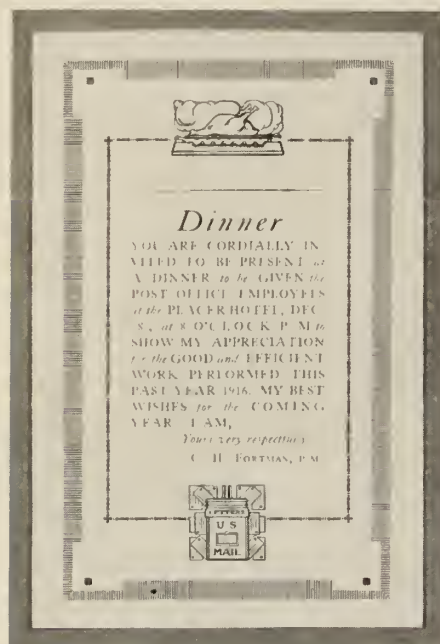 Dinner
YOU ARE CORDIALLY IN
VITED TO BE PRESENT at
A DINNER to be GIVEN the
POST OFFICE EMPLOYEES
at the PLACER HOTEL, DEC.
at 8 O'CLOCK P M to
SHOW MY APPRECIATION
for the GOOD and EFFICIENT
WORK PERFORMED THIS
PAST YEAR 1916. MY BEST
WISHES for the COMING
YEAR I AM,
Yours very respectfully
C H FORTMAN, P M
LETTERS
U S
MAIL